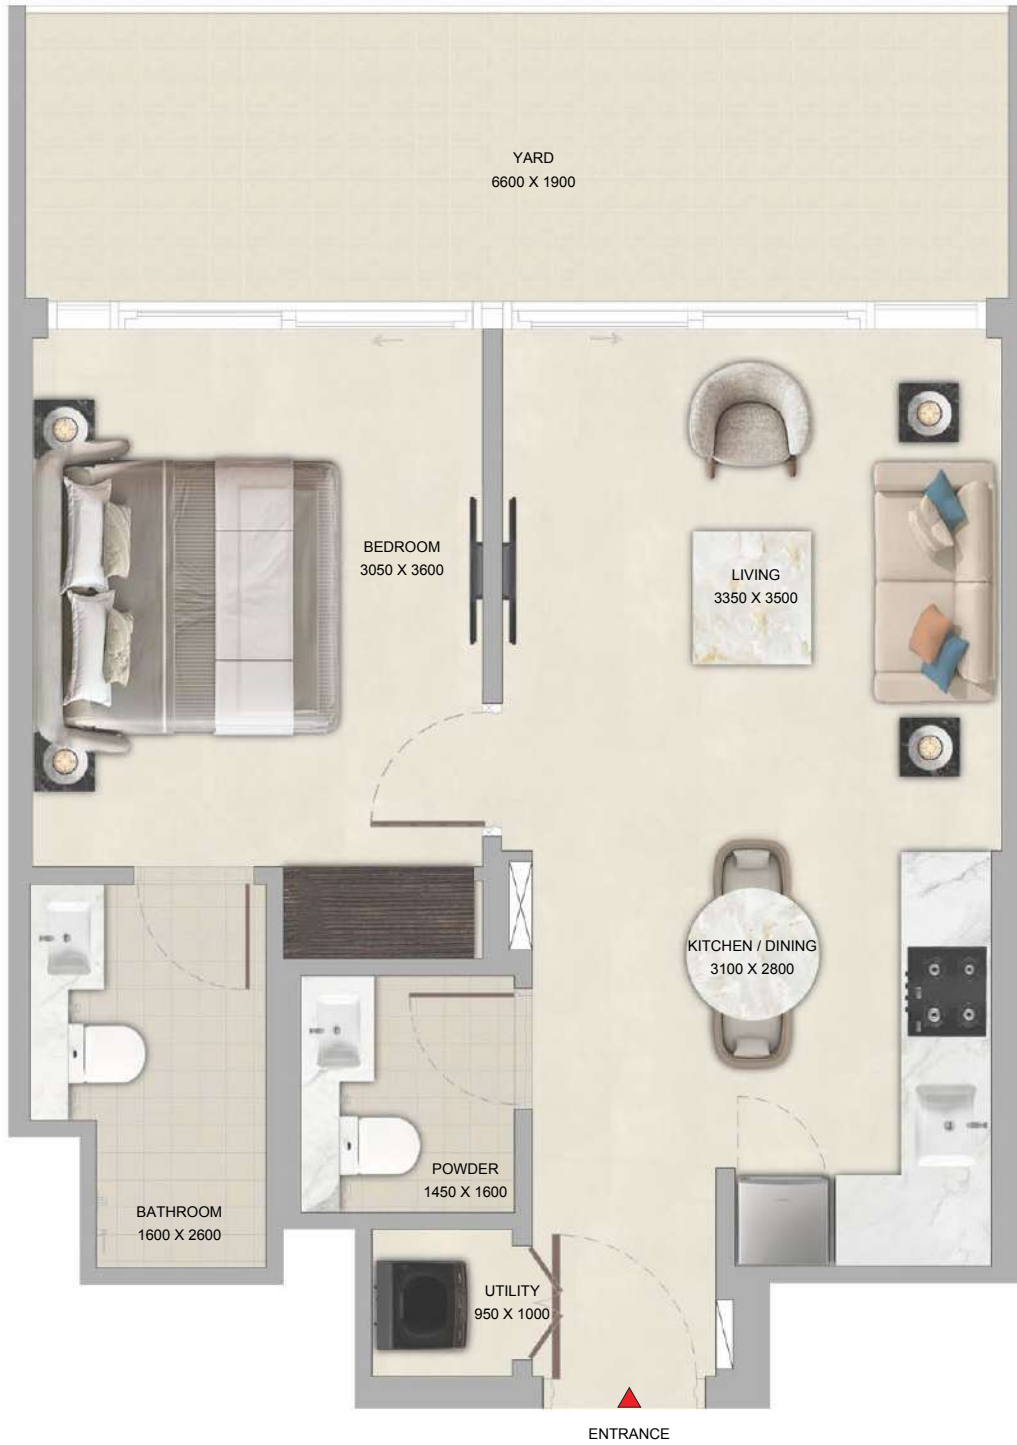 YARD
6600 X 1900
BEDROOM
3050 X 3600
LIVING
3350 X 3500
KITCHEN / DINING
3100 X 2800
POWDER
1450 X 1600
BATHROOM
1600 X 2600
UTILITY
950 X 1000
ENTRANCE